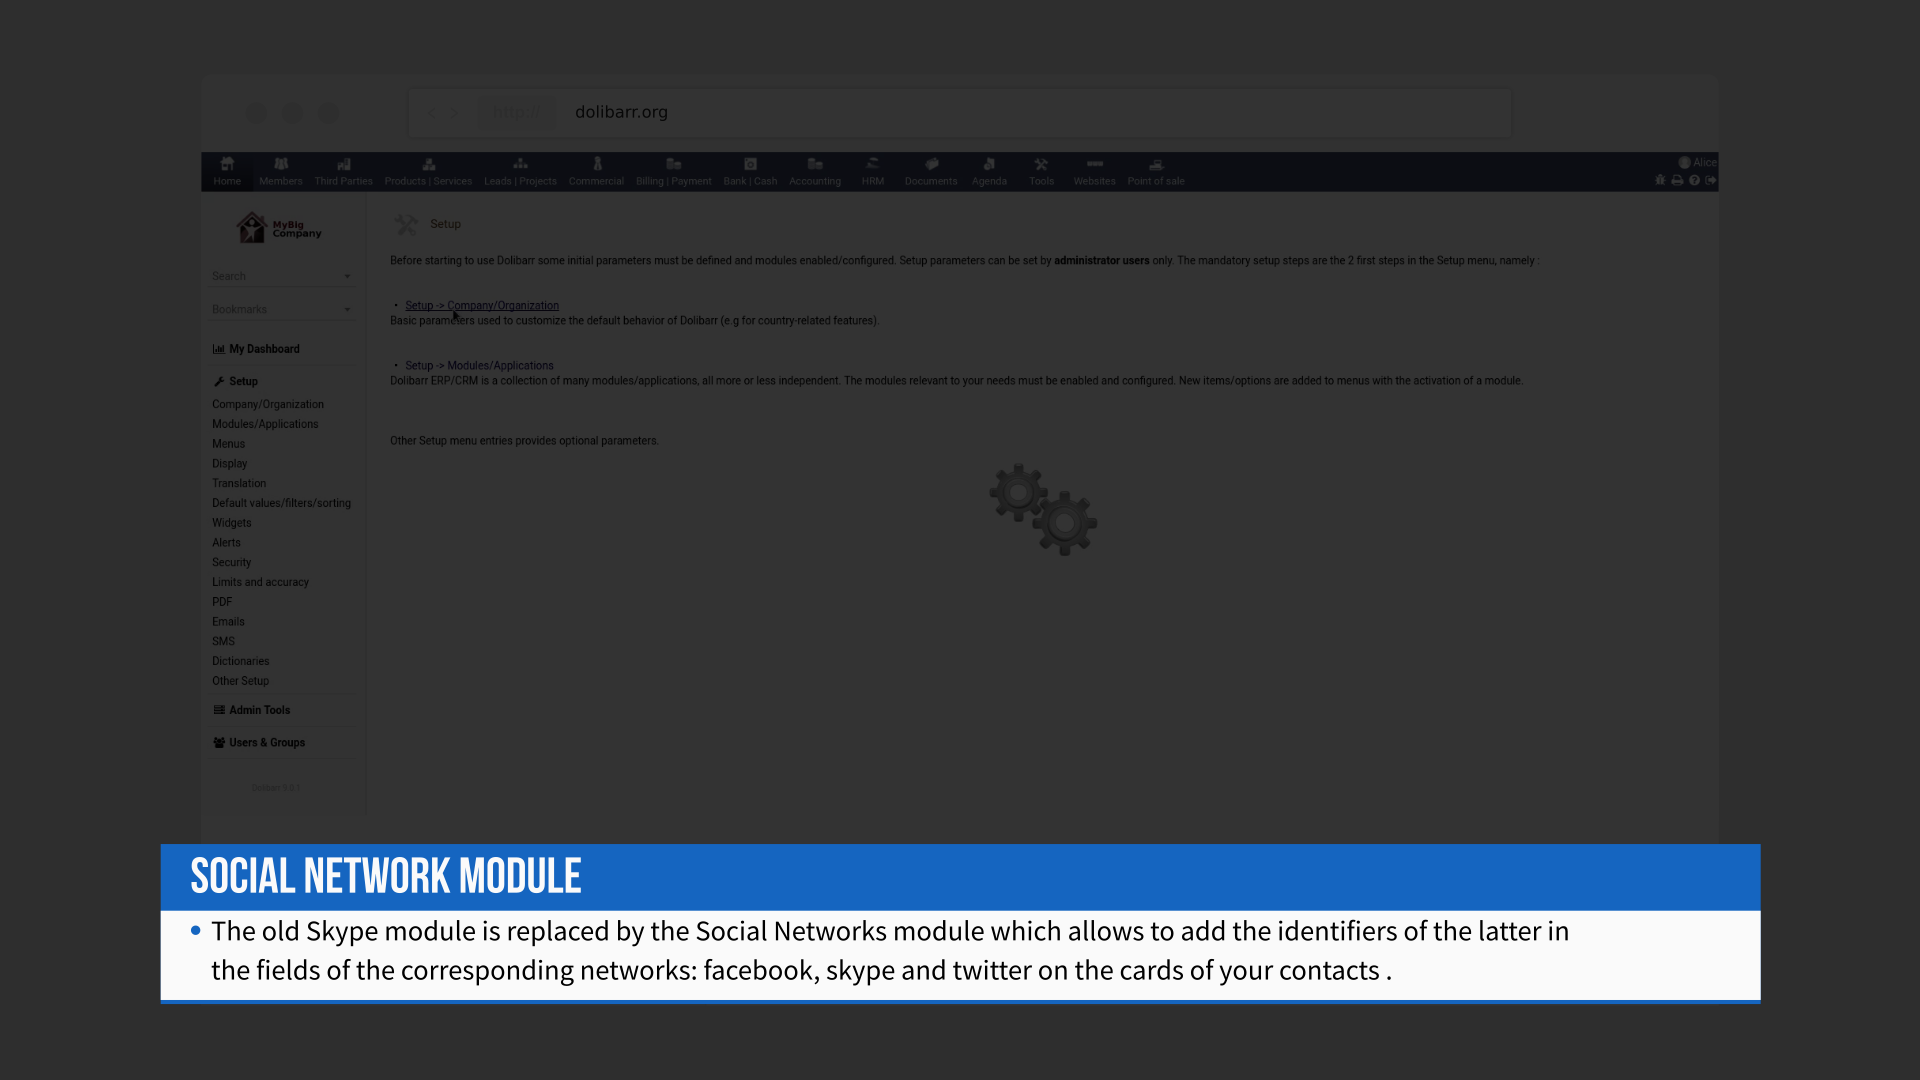 http://
dolibarr.org
Home
Members
Third Parties
Products | Services
Leads | Projects
Commercial
Billing | Payment
Bank | Cash
Accounting
HRM
Documents
Agenda
Tools
Websites
Point of sale
Alice
MyBig
Company
Search
Bookmarks
My Dashboard
Setup
Company/Organization
Modules/Applications
Menus
Display
Translation
Default values/filters/sorting
Widgets
Alerts
Security
Limits and accuracy
PDF
Emails
SMS
Dictionaries
Other Setup
Admin Tools
Users & Groups
Setup
Before starting to use Dolibarr some initial parameters must be defined and modules enabled/configured. Setup parameters can be set by administrator users only. The mandatory setup steps are the 2 first steps in the Setup menu, namely :
• Setup -> Company/Organization
Basic parameters used to customize the default behavior of Dolibarr (e.g for country-related features).
• Setup -> Modules/Applications
Dolibarr ERP/CRM is a collection of many modules/applications, all more or less independent. The modules relevant to your needs must be enabled and configured. New items/options are added to menus with the activation of a module.
Other Setup menu entries provides optional parameters.
SOCIAL NETWORK MODULE
• The old Skype module is replaced by the Social Networks module which allows to add the identifiers of the latter in
the fields of the corresponding networks: facebook, skype and twitter on the cards of your contacts .